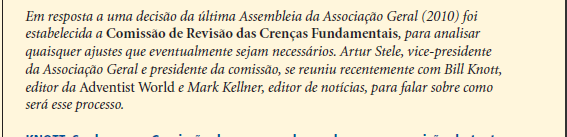 Em resposta a uma decisão da última Assembleia da Associação Geral (2010) foi
estabelecida a Comissão de Revisão das Crenças Fundamentais, para analisar
quaisquer ajustes que eventualmente sejam necessários. Artur Stele, vice-presidente
da Associação Geral e presidente da comissão, se reuniu recentemente com Bill Knott,
editor da Adventist World e Mark Kellner, editor de notícias, para falar sobre como
será esse processo.